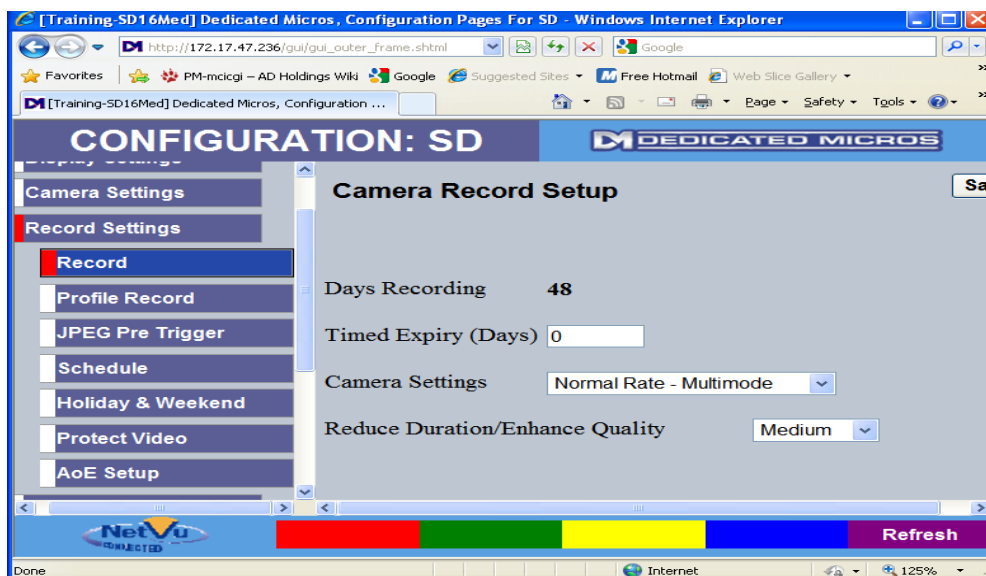 [Training-SD16Med] Dedicated Micros, Configuration Pages For SD - Windows Internet Explorer
http://172.17.47.236/gui/gui_outer_frame.shtml
Google
Favorites
PM-mcicgi – AD Holdings Wiki
Google
Suggested Sites
Free Hotmail
Web Slice Gallery
[Training-SD16Med] Dedicated Micros, Configuration ...
Page
Safety
Tools
CONFIGURATION: SD
DEDICATED MICROS
Display Settings
Camera Settings
Record Settings
Record
Profile Record
JPEG Pre Trigger
Schedule
Holiday & Weekend
Protect Video
AoE Setup
Camera Record Setup
Sa
Days Recording 48
Timed Expiry (Days) 0
Camera Settings Normal Rate - Multimode
Reduce Duration/Enhance Quality Medium
NetVu
CONNECTED
Refresh
Done
Internet
125%